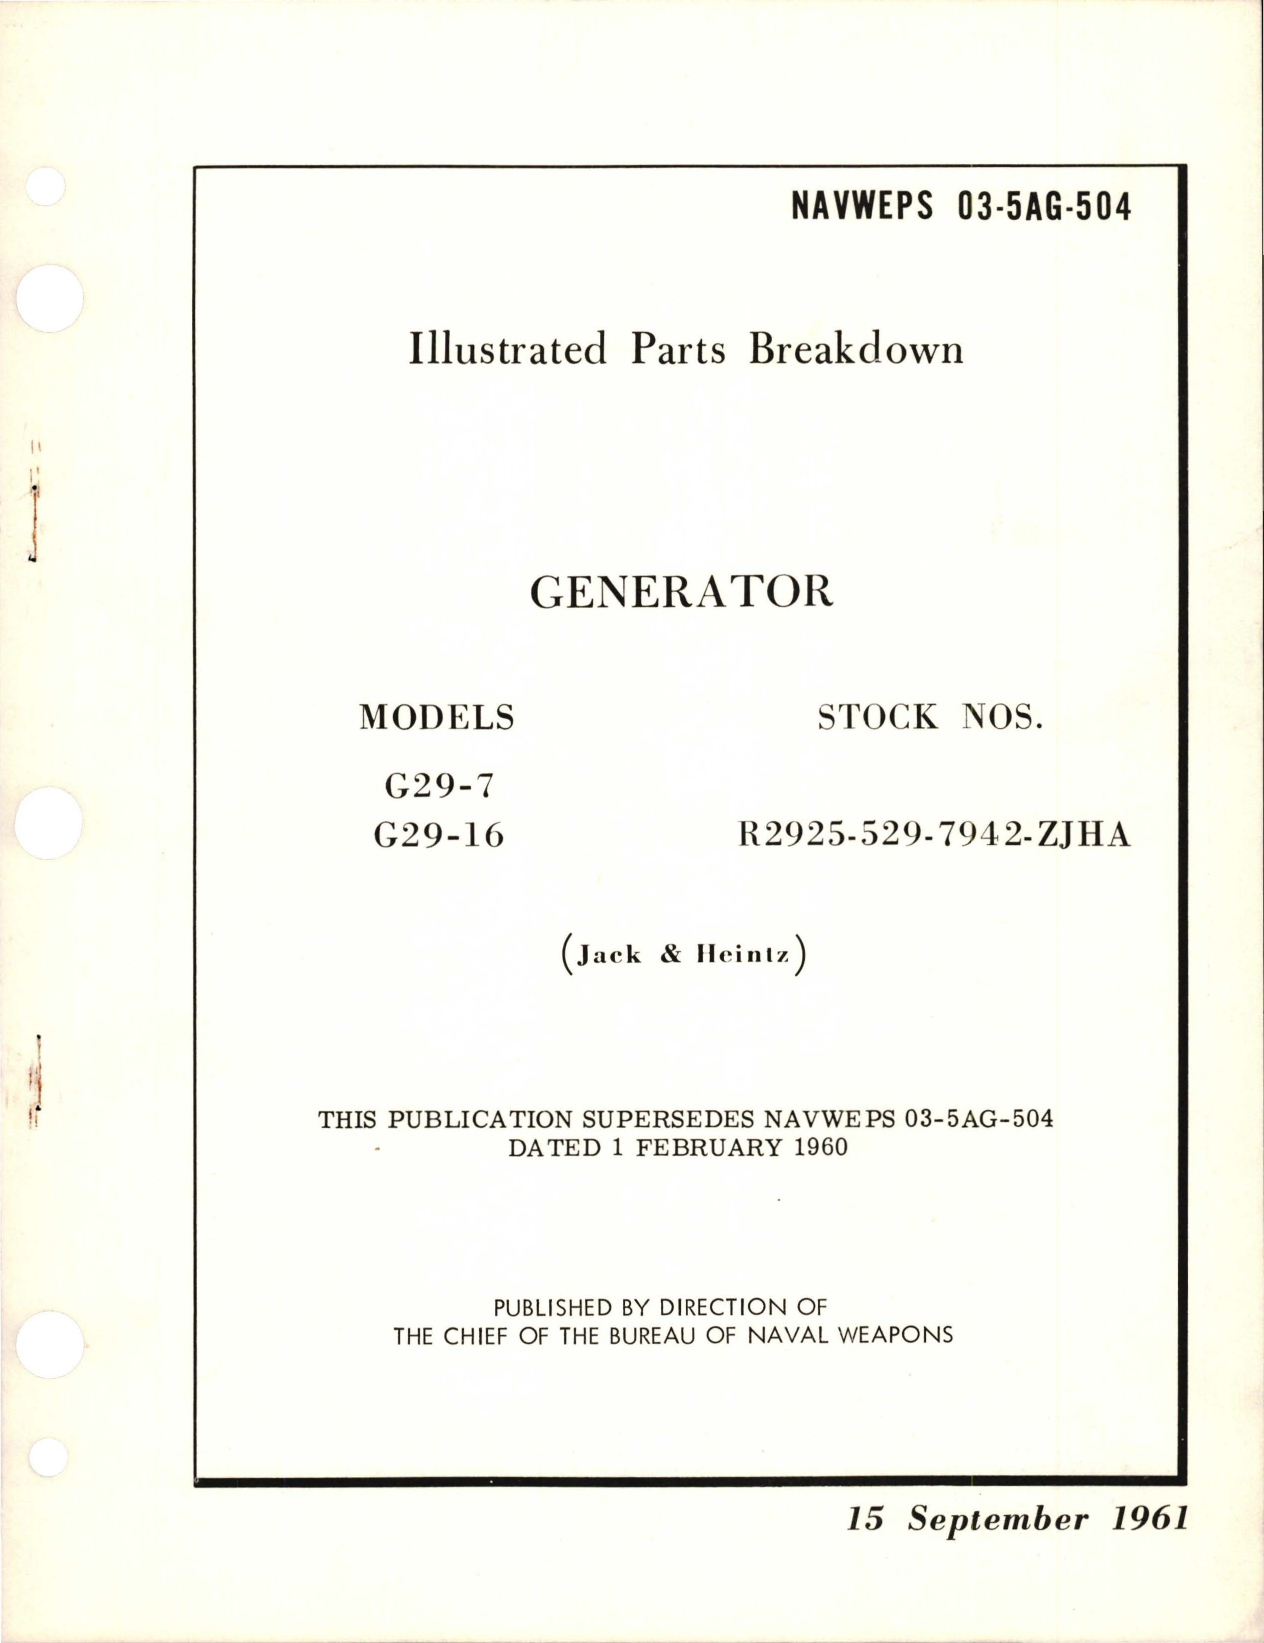 NAVWEPS 03-5AG-504
Illustrated Parts Breakdown
GENERATOR
MODELS STOCK NOS.
G29-7
G29-16 R2925-529-7942-ZJHA
(Jack & Heintz)
THIS PUBLICATION SUPERSEDES NAVWEPS 03-5AG-504
DATED 1 FEBRUARY 1960
PUBLISHED BY DIRECTION OF
THE CHIEF OF THE BUREAU OF NAVAL WEAPONS
15 September 1961